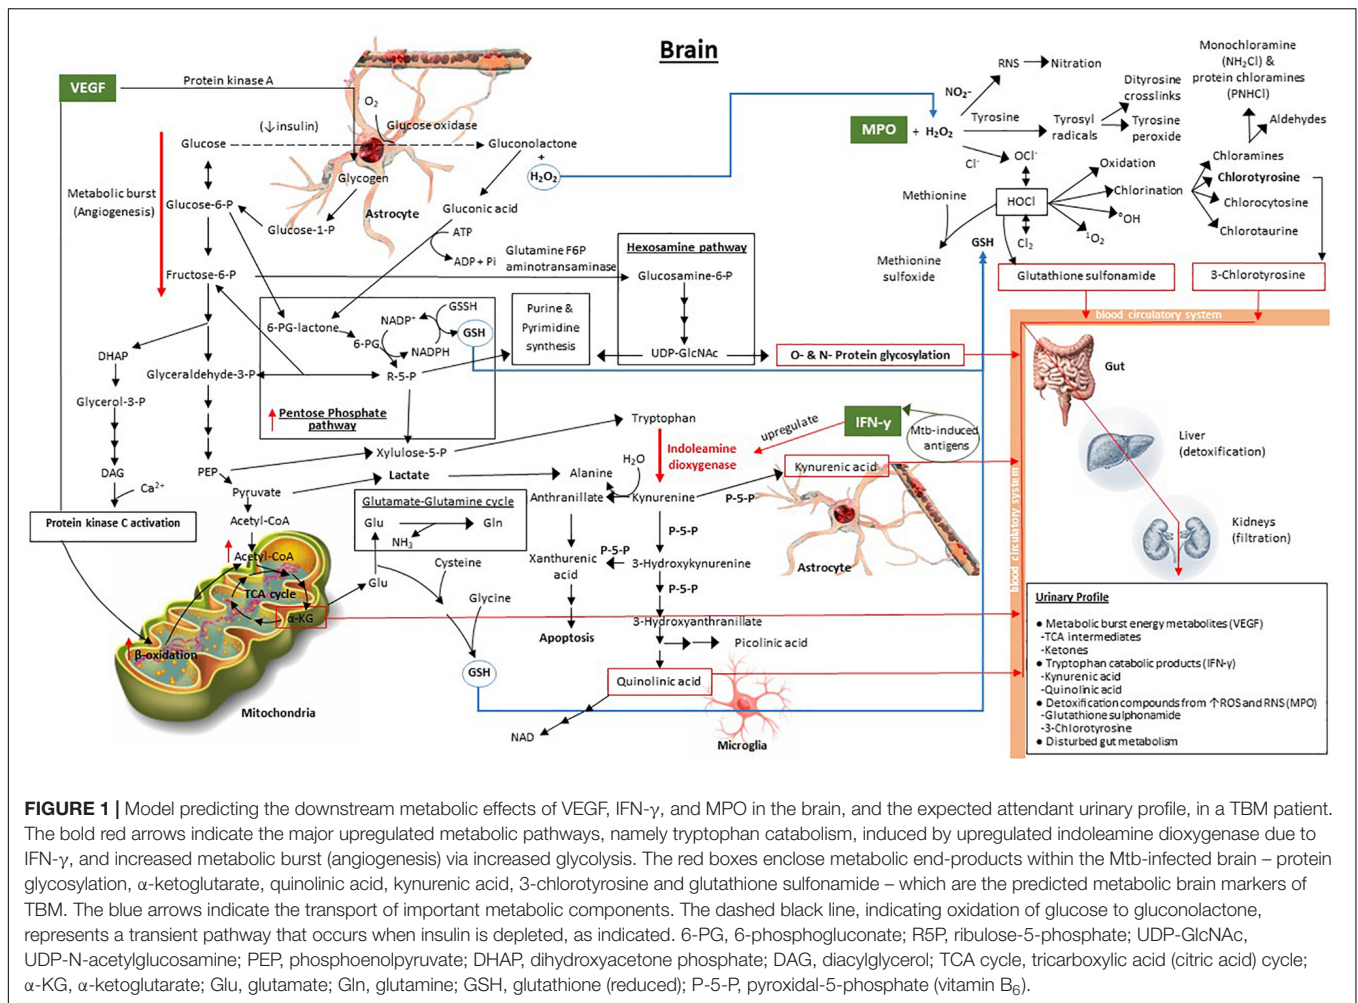 Brain
VEGF
Protein kinase A
O₂
(↓insulin)
Glucose oxidase
Glucose
Gluconolactone
+
H₂O₂
Glycogen
Metabolic burst
(Angiogenesis)
Astrocyte
Glucose-6-P
Glucose-1-P
Gluconic acid
ATP
ADP + Pi
Glutamine F6P
aminotransaminase
Fructose-6-P
Hexosamine pathway
Glucosamine-6-P
UDP-GlcNAc
Purine &
Pyrimidine
synthesis
O- & N- Protein glycosylation
6-PG-lactone
NADP⁺
GSSH
GSH
6-PG
NADPH
R-5-P
↑ Pentose Phosphate
pathway
DHAP
Glyceraldehyde-3-P
Glycerol-3-P
Xylulose-5-P
DAG
PEP
Ca²⁺
Pyruvate
Lactate
Alanine
Protein kinase C activation
Acetyl-CoA
Acetyl-CoA
TCA cycle
α-KG
β-oxidation
Mitochondria
Glutamate-Glutamine cycle
Glu
Gln
NH₃
Glu
Cysteine
Glycine
GSH
Tryptophan
Indoleamine
dioxygenase
upregulate
IFN-γ
Mtb-induced
antigens
H₂O
Anthranillate
Kynurenine
Kynurenic acid
P-5-P
P-5-P
P-5-P
Xanthurenic
acid
3-Hydroxykynurenine
P-5-P
Apoptosis
3-Hydroxyanthranillate
Picolinic acid
Quinolinic acid
NAD
Microglia
Astrocyte
MPO
+ H₂O₂
NO₂⁻
RNS
Nitration
Tyrosine
Tyrosyl
radicals
Dityrosine
crosslinks
Tyrosine
peroxide
Monochloramine
(NH₂Cl) &
protein chloramines
(PNHCl)
Aldehydes
Cl⁻
OCl⁻
HOCl
Cl₂
Methionine
Methionine
sulfoxide
GSH
Oxidation
Chlorination
°OH
¹O₂
Chloramines
Chlorotyrosine
Chlorocytosine
Chlorotaurine
Glutathione sulfonamide
3-Chlorotyrosine
blood circulatory system
blood circulatory system
Gut
Liver
(detoxification)
Kidneys
(filtration)
Urinary Profile
● Metabolic burst energy metabolites (VEGF)
-TCA intermediates
-Ketones
● Tryptophan catabolic products (IFN-γ)
-Kynurenic acid
-Quinolinic acid
● Detoxification compounds from ↑ROS and RNS (MPO)
-Glutathione sulphonamide
-3-Chlorotyrosine
● Disturbed gut metabolism
FIGURE 1 | Model predicting the downstream metabolic effects of VEGF, IFN-γ, and MPO in the brain, and the expected attendant urinary profile, in a TBM patient.
The bold red arrows indicate the major upregulated metabolic pathways, namely tryptophan catabolism, induced by upregulated indoleamine dioxygenase due to
IFN-γ, and increased metabolic burst (angiogenesis) via increased glycolysis. The red boxes enclose metabolic end-products within the Mtb-infected brain – protein
glycosylation, α-ketoglutarate, quinolinic acid, kynurenic acid, 3-chlorotyrosine and glutathione sulfonamide – which are the predicted metabolic brain markers of
TBM. The blue arrows indicate the transport of important metabolic components. The dashed black line, indicating oxidation of glucose to gluconolactone,
represents a transient pathway that occurs when insulin is depleted, as indicated. 6-PG, 6-phosphogluconate; R5P, ribulose-5-phosphate; UDP-GlcNAc,
UDP-N-acetylglucosamine; PEP, phosphoenolpyruvate; DHAP, dihydroxyacetone phosphate; DAG, diacylglycerol; TCA cycle, tricarboxylic acid (citric acid) cycle;
α-KG, α-ketoglutarate; Glu, glutamate; Gln, glutamine; GSH, glutathione (reduced); P-5-P, pyroxidal-5-phosphate (vitamin B₆).